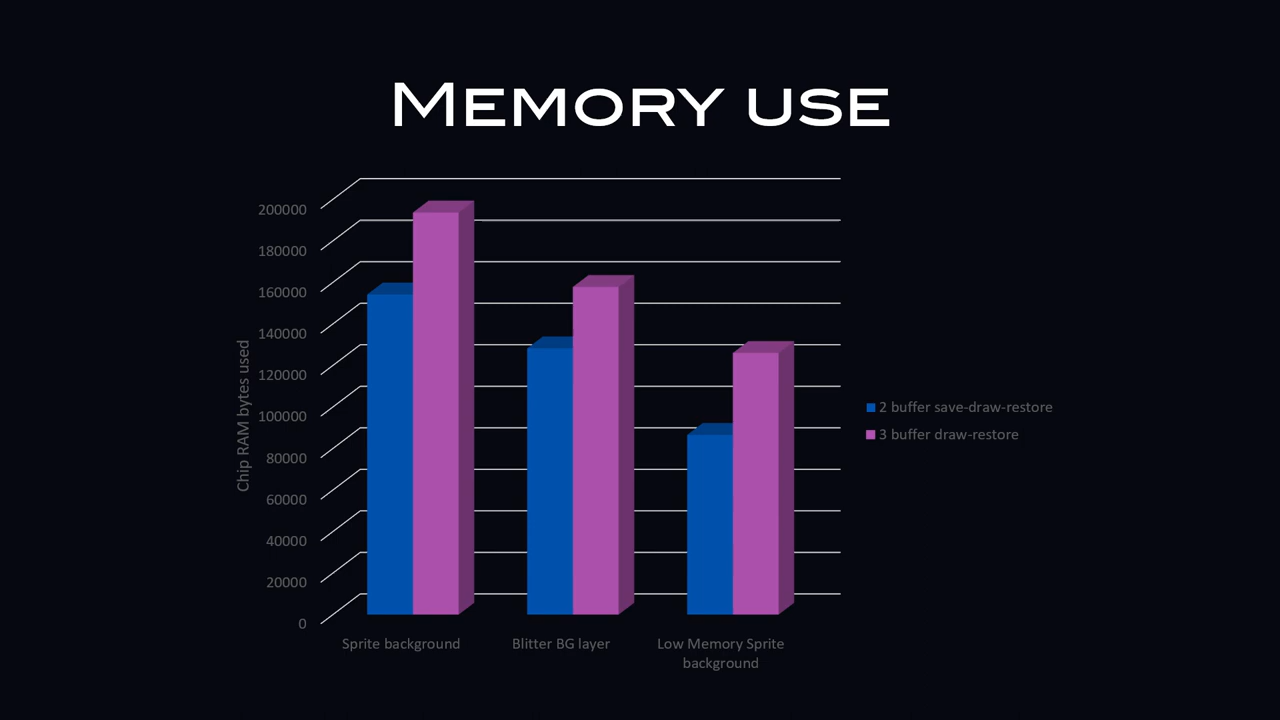 MEMORY USE
200000
180000
160000
140000
120000
100000
80000
60000
40000
20000
0
Chip RAM bytes used
Sprite background
Blitter BG layer
Low Memory Sprite
background
2 buffer save-draw-restore
3 buffer draw-restore